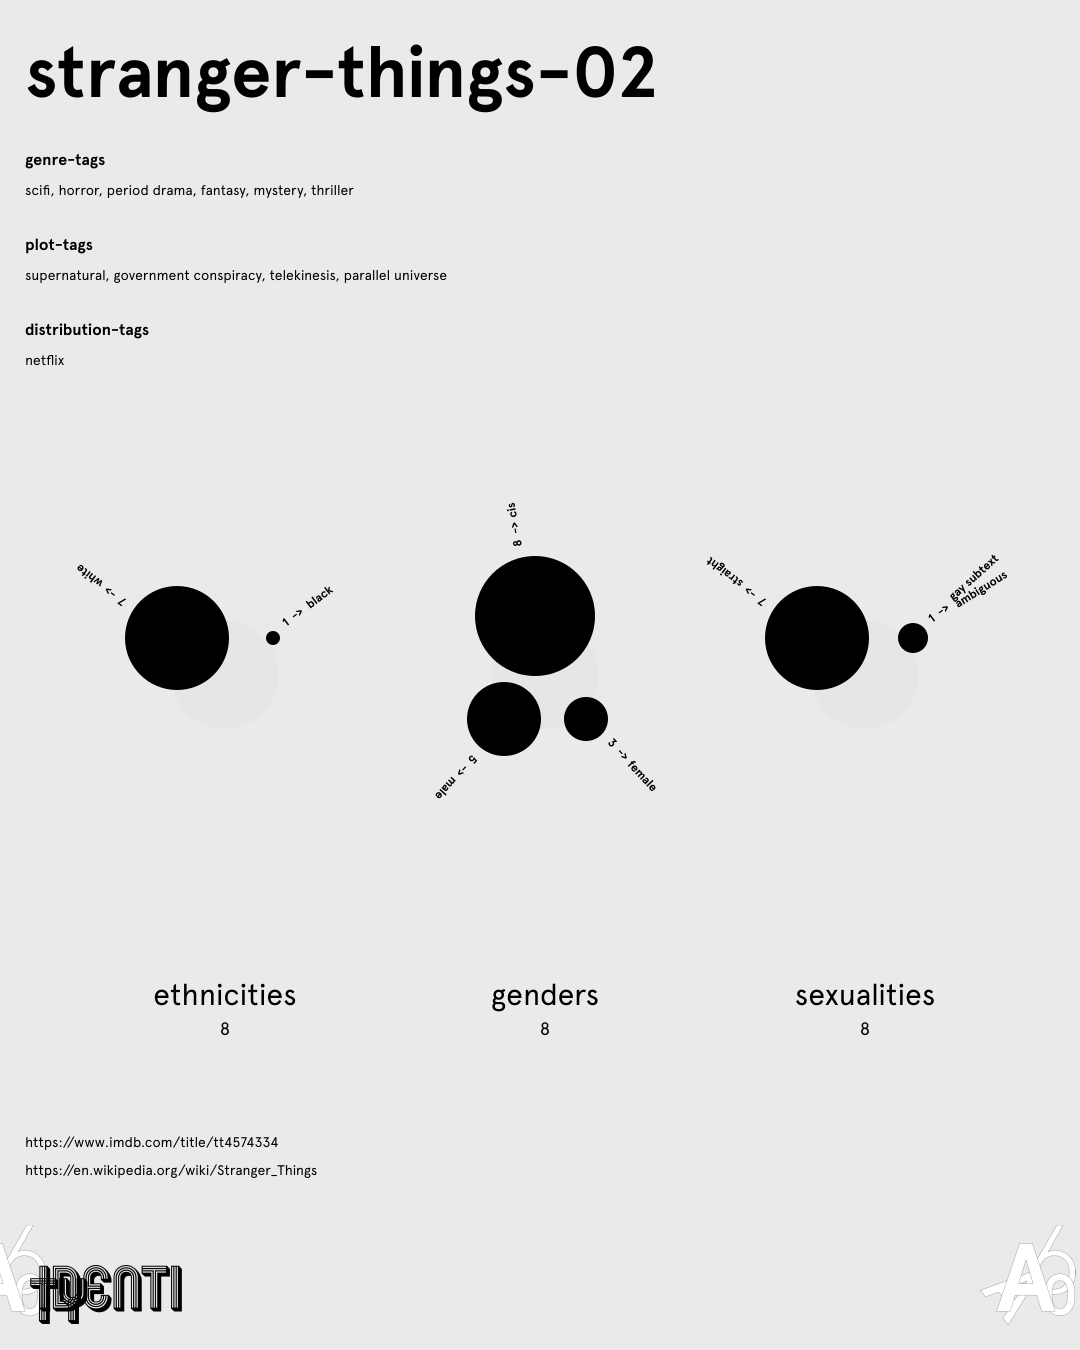 stranger-things-02
genre-tags
scifi, horror, period drama, fantasy, mystery, thriller
plot-tags
supernatural, government conspiracy, telekinesis, parallel universe
distribution-tags
netflix
7 -> white
1 -> black
8 -> cis
5 -> male
3 -> female
7 -> straight
1 -> gay subtext
ambiguous
ethnicities
8
genders
8
sexualities
8
https://www.imdb.com/title/tt4574334
https://en.wikipedia.org/wiki/Stranger_Things
IDENTI
TY